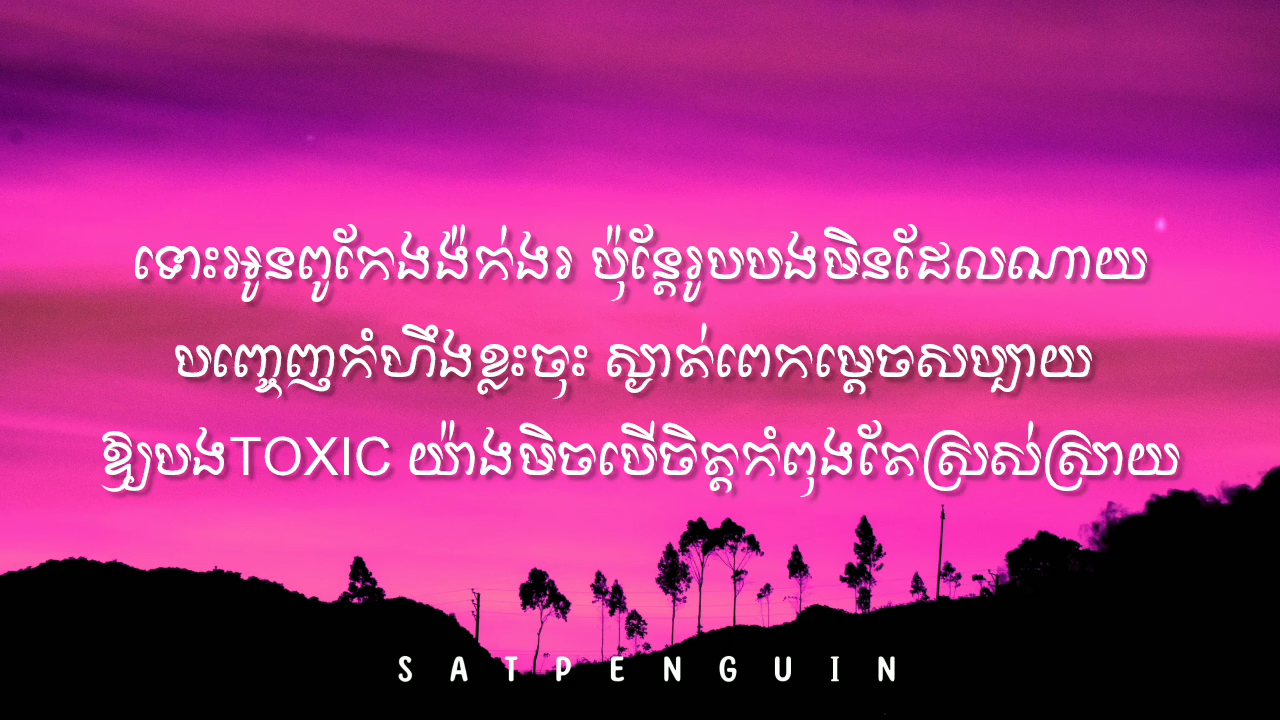 ទោះអូនពូកែងង៉ក់ងរ ប៉ុន្តែរូបបងមិនដែលណាយ
បញ្ចេញកំហឹងខ្លះចុះ ស្ងាត់ពេកម្ដេចសប្បាយ
ឱ្យបងTOXIC យ៉ាងមិចបើចិត្តកំពុងតែស្រស់ស្រាយ
SATPENGUIN